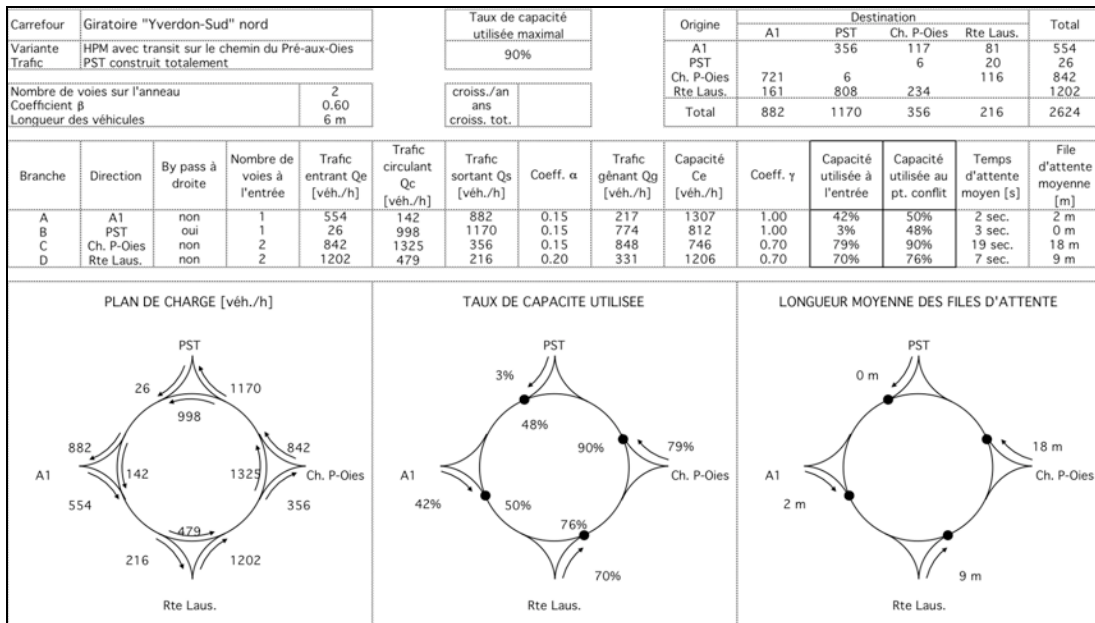 Carrefour Giratoire "Yverdon-Sud" nord
Variante HPM avec transit sur le chemin du Pré-aux-Oies
Trafic PST construit totalement
Nombre de voies sur l'anneau 2
Coefficient β 0.60
Longueur des véhicules 6 m
Taux de capacité
utilisée maximal
90%
croiss./an
ans
croiss. tot.
Origine Destination Total
A1 PST Ch. P-Oies Rte Laus.
A1 356 117 81 554
PST 6 20 26
Ch. P-Oies 721 6 116 842
Rte Laus. 161 808 234 1202
Total 882 1170 356 216 2624
Branche Direction By pass à droite Nombre de voies à l'entrée Trafic entrant Qe [véh./h] Trafic circulant Qc [véh./h] Trafic sortant Qs [véh./h] Coeff. α Trafic gênant Qg [véh./h] Capacité Ce [véh./h] Coeff. γ Capacité utilisée à l'entrée Capacité utilisée au pt. conflit Temps d'attente moyen [s] File d'attente moyenne [m]
A A1 non 1 554 142 882 0.15 217 1307 1.00 42% 50% 2 sec. 2 m
B PST oui 1 26 998 1170 0.15 774 812 1.00 3% 48% 3 sec. 0 m
C Ch. P-Oies non 2 842 1325 356 0.15 848 746 0.70 79% 90% 19 sec. 18 m
D Rte Laus. non 2 1202 479 216 0.20 331 1206 0.70 70% 76% 7 sec. 9 m
PLAN DE CHARGE [véh./h]
PST
26 1170
998
882 842
A1 142 1325 Ch. P-Oies
554 356
479
216 1202
Rte Laus.
TAUX DE CAPACITE UTILISEE
PST
3%
48%
90% 79%
A1 Ch. P-Oies
42% 50%
76%
70%
Rte Laus.
LONGUEUR MOYENNE DES FILES D'ATTENTE
PST
0 m
18 m
A1 Ch. P-Oies
2 m
9 m
Rte Laus.